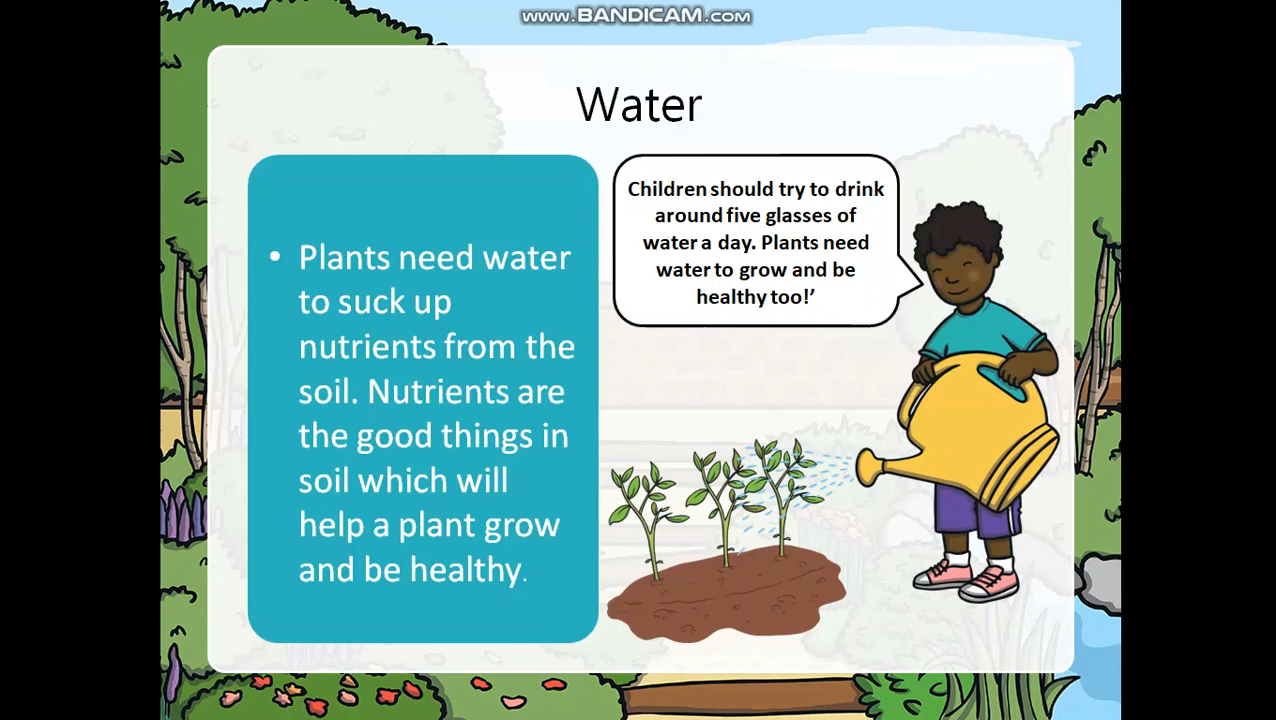 www.BANDICAM.com
Water
• Plants need water
to suck up
nutrients from the
soil. Nutrients are
the good things in
soil which will
help a plant grow
and be healthy.
Children should try to drink
around five glasses of
water a day. Plants need
water to grow and be
healthy too!’